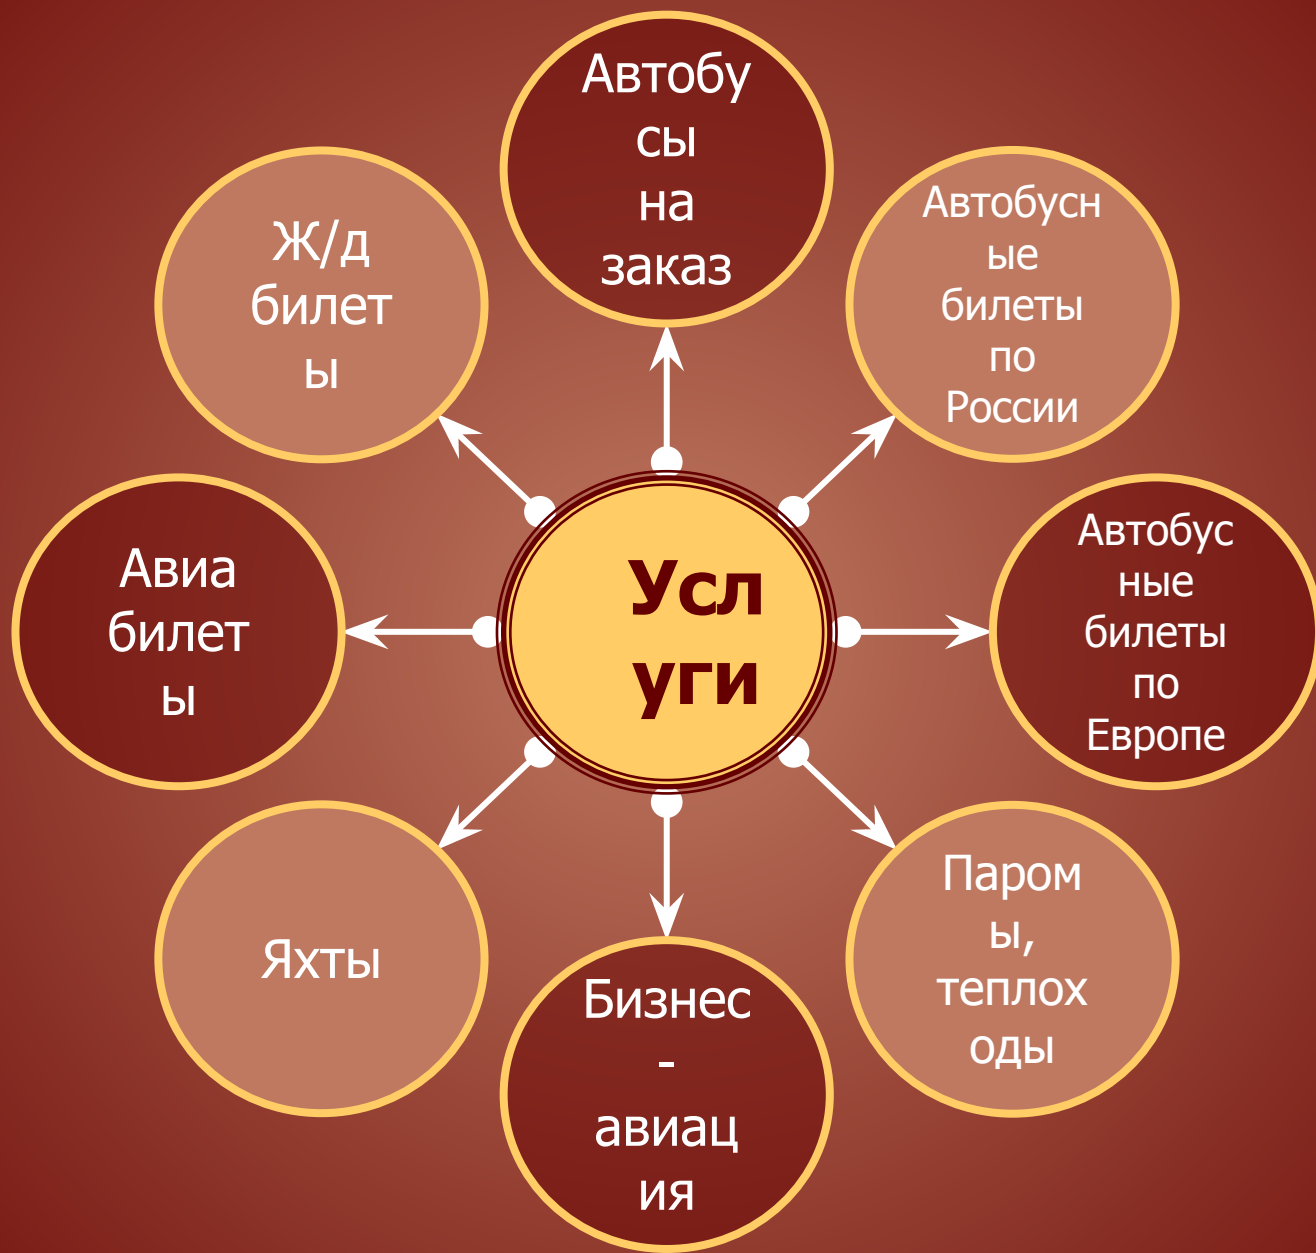 Автобу
сы
на
заказ
Автобусн
ые
билеты
по
России
Автобус
ные
билеты
по
Европе
Паром
ы,
теплох
оды
Бизнес
-
авиац
ия
Яхты
Авиа
билет
ы
Ж/д
билет
ы
Усл
уги